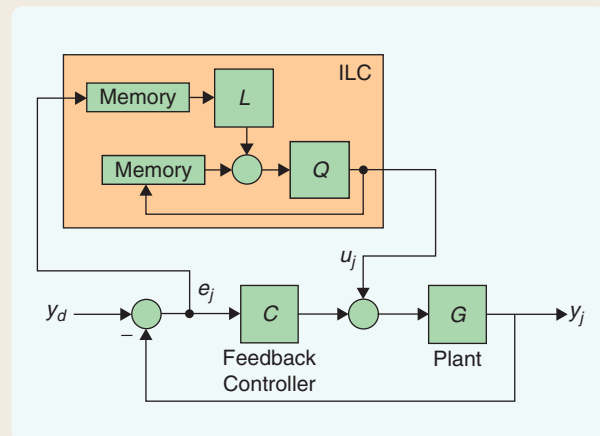 ILC
Memory
L
Memory
Q
u_j
y_d
e_j
C
G
y_j
−
Feedback
Controller
Plant